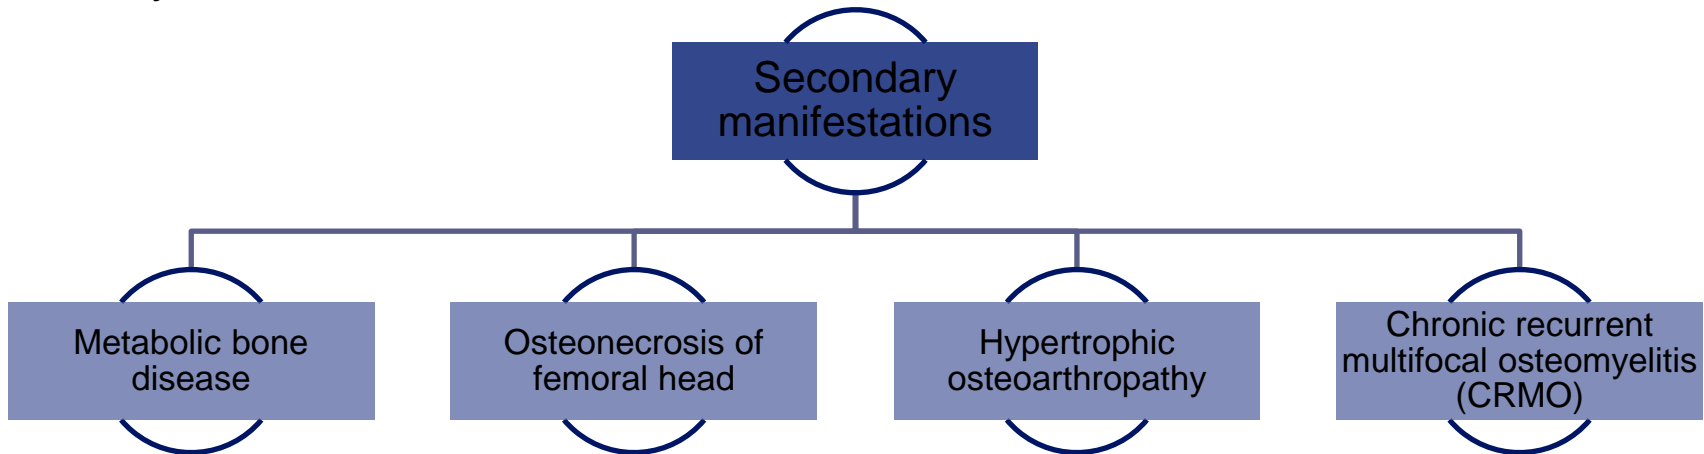 Secondary
manifestations
Metabolic bone
disease
Osteonecrosis of
femoral head
Hypertrophic
osteoarthropathy
Chronic recurrent
multifocal osteomyelitis
(CRMO)